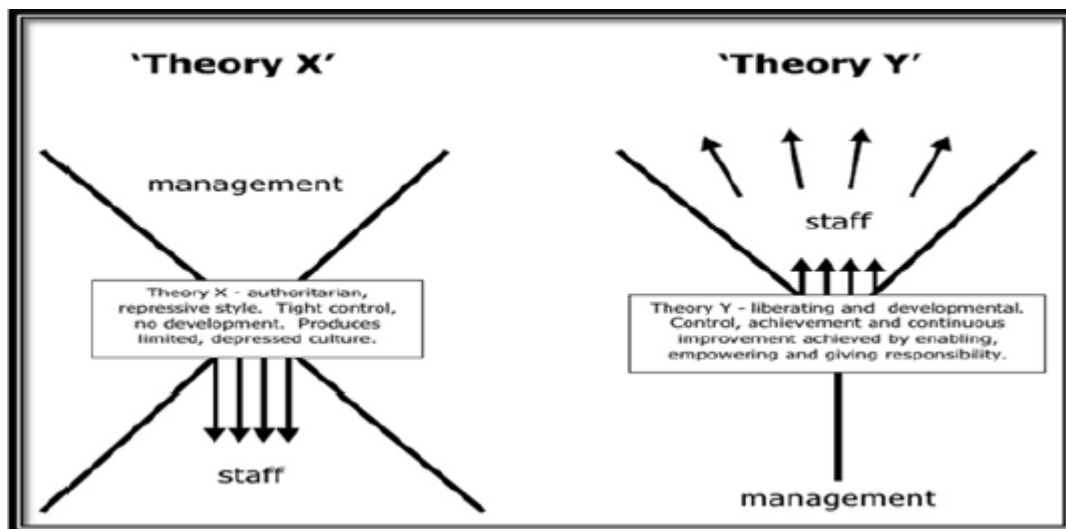 ‘Theory X’
management
Theory X - authoritarian,
repressive style. Tight control,
no development. Produces
limited, depressed culture.
staff
‘Theory Y’
staff
Theory Y - liberating and developmental.
Control, achievement and continuous
improvement achieved by enabling,
empowering and giving responsibility.
management